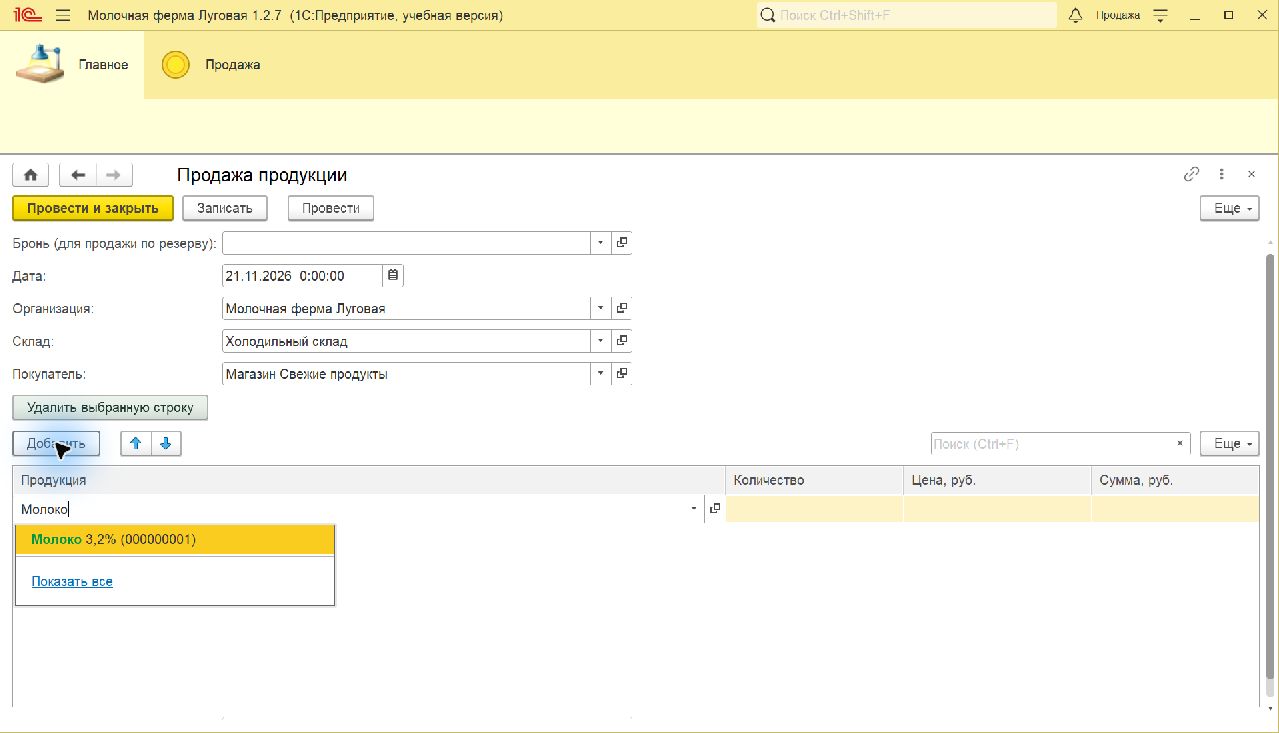 1С Молочная ферма Луговая 1.2.7 (1С:Предприятие, учебная версия) Поиск Ctrl+Shift+F Продажа
Главное Продажа
Продажа продукции
Провести и закрыть Записать Провести Еще
Бронь (для продажи по резерву):
Дата: 21.11.2026 0:00:00
Организация: Молочная ферма Луговая
Склад: Холодильный склад
Покупатель: Магазин Свежие продукты
Удалить выбранную строку
Добавить Поиск (Ctrl+F) Еще
Продукция Количество Цена, руб. Сумма, руб.
Молоко
Молоко 3,2% (000000001)
Показать все